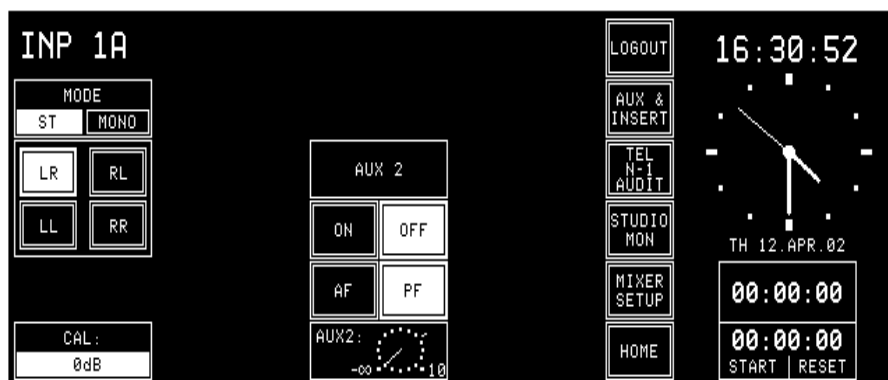 INP 1A
MODE
ST MONO
LR RL
LL RR
CAL:
0dB
AUX 2
ON OFF
AF PF
AUX2:
-∞ 10
LOGOUT
AUX &
INSERT
TEL
N-1
AUDIT
STUDIO
MON
MIXER
SETUP
HOME
16:30:52
TH 12.APR.02
00:00:00
00:00:00
START RESET